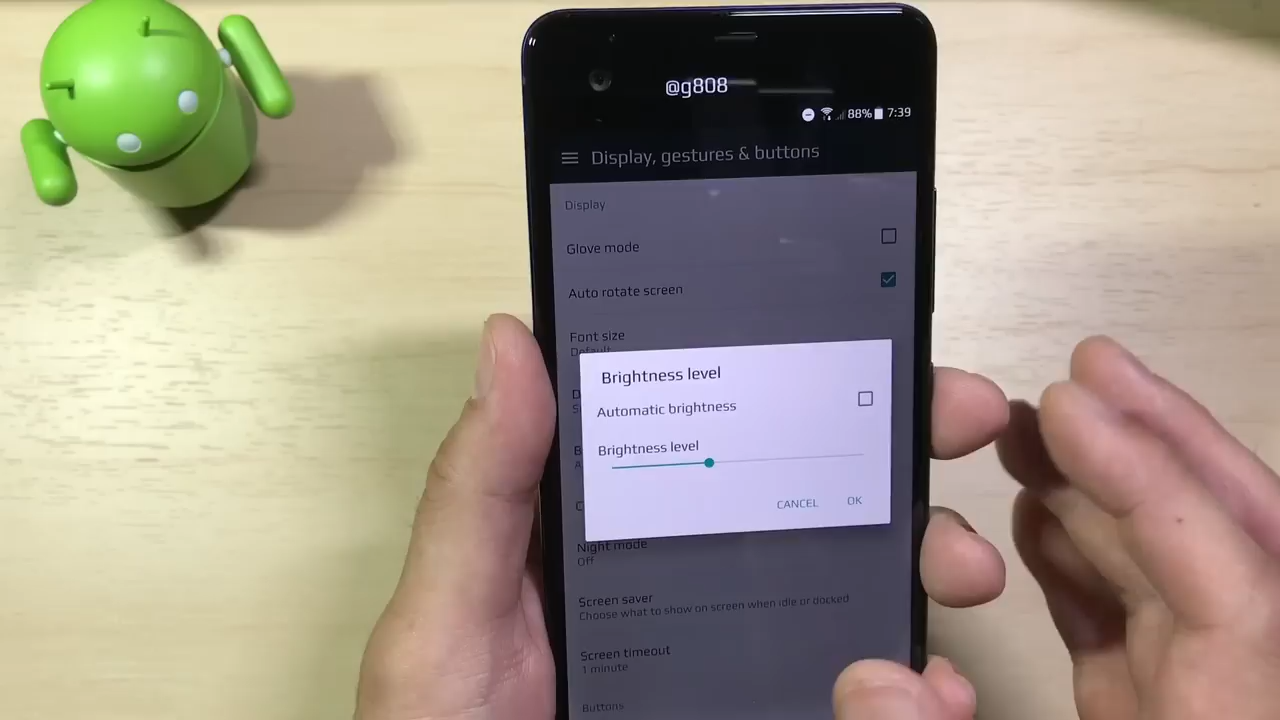 @g808
88% 7:39
Display, gestures & buttons
Display
Glove mode
Auto rotate screen
Font size
Default
Brightness level
Automatic brightness
Brightness level
CANCEL OK
Night mode
Off
Screen saver
Choose what to show on screen when idle or docked
Screen timeout
1 minute
Buttons